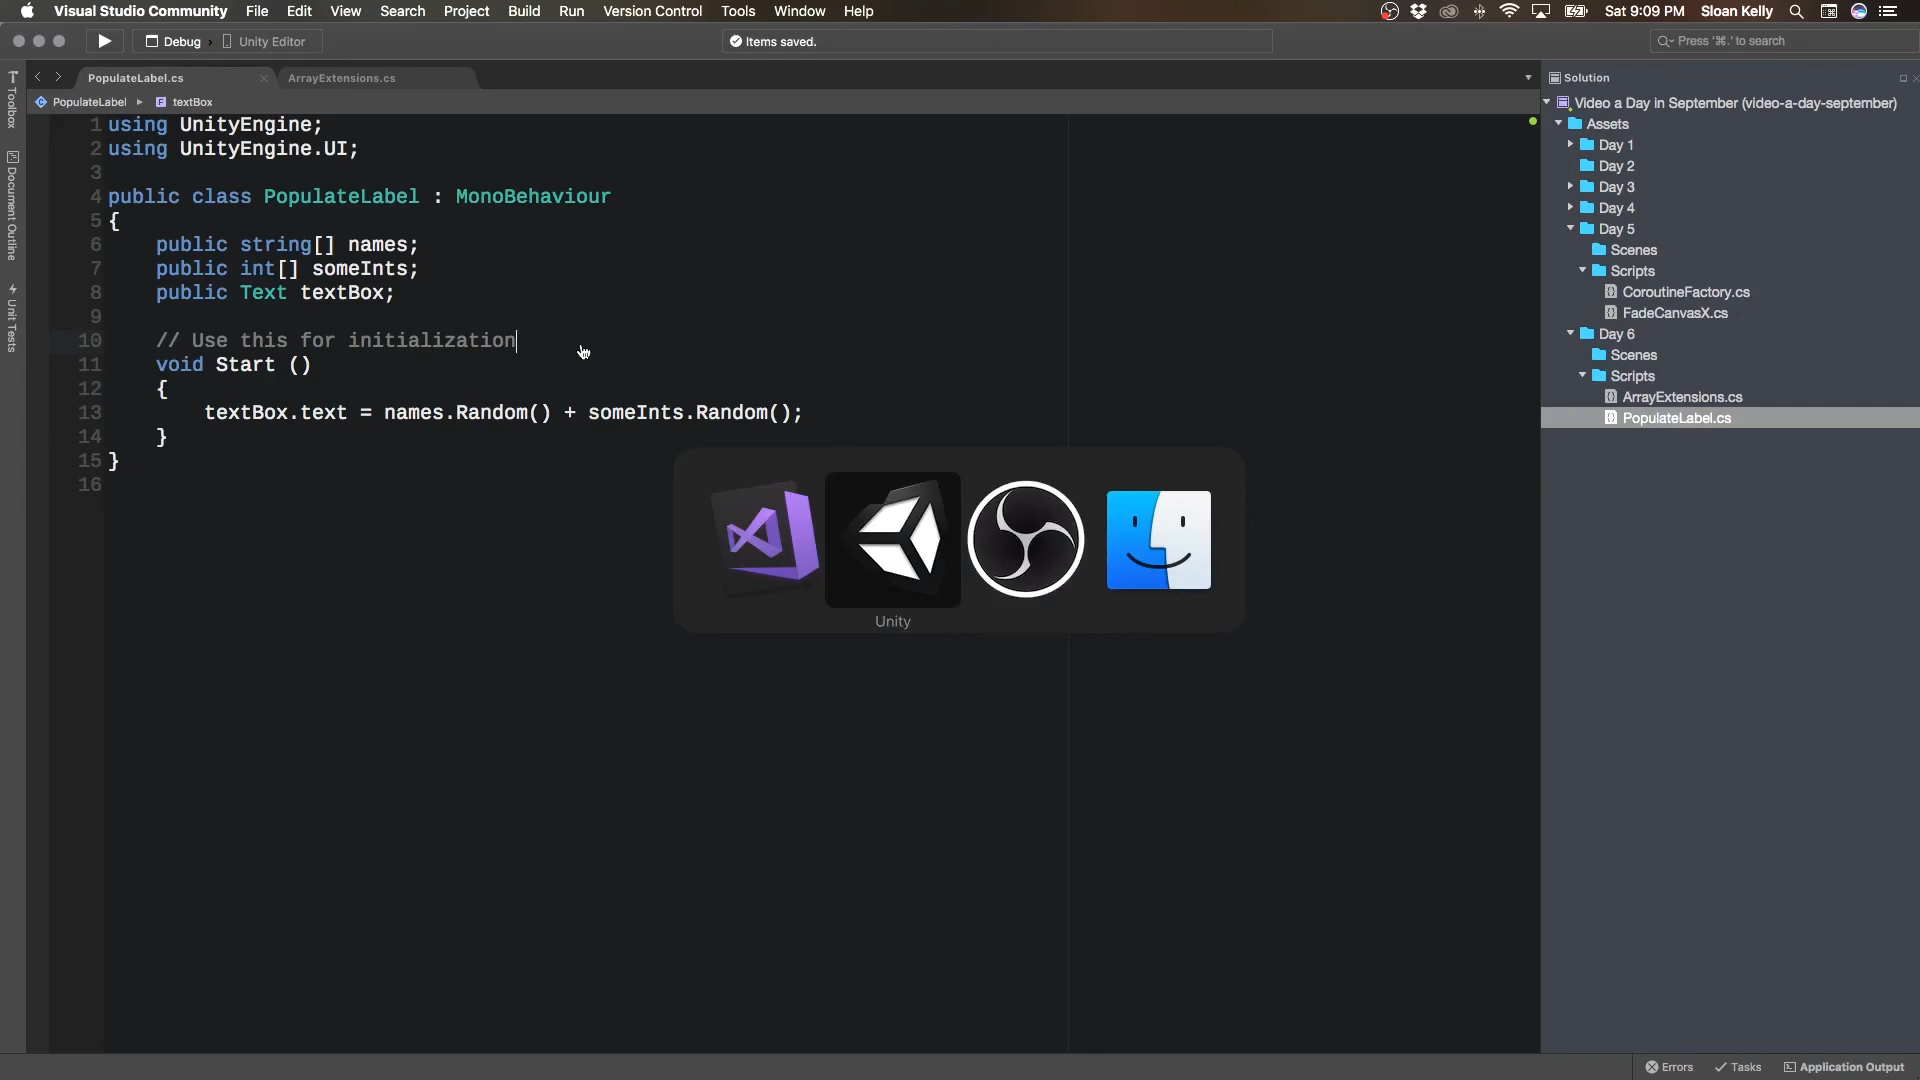 Visual Studio Community File Edit View Search Project Build Run Version Control Tools Window Help Sat 9:09 PM Sloan Kelly
Debug Unity Editor Items saved. Press '⌘.' to search
PopulateLabel.cs ArrayExtensions.cs
PopulateLabel textBox
Toolbox
Document Outline
Unit Tests
1 using UnityEngine;
2 using UnityEngine.UI;
3
4 public class PopulateLabel : MonoBehaviour
5 {
6 public string[] names;
7 public int[] someInts;
8 public Text textBox;
9
10 // Use this for initialization
11 void Start ()
12 {
13 textBox.text = names.Random() + someInts.Random();
14 }
15 }
16
Unity
Solution
Video a Day in September (video-a-day-september)
Assets
Day 1
Day 2
Day 3
Day 4
Day 5
Scenes
Scripts
CoroutineFactory.cs
FadeCanvasX.cs
Day 6
Scenes
Scripts
ArrayExtensions.cs
PopulateLabel.cs
Errors Tasks Application Output